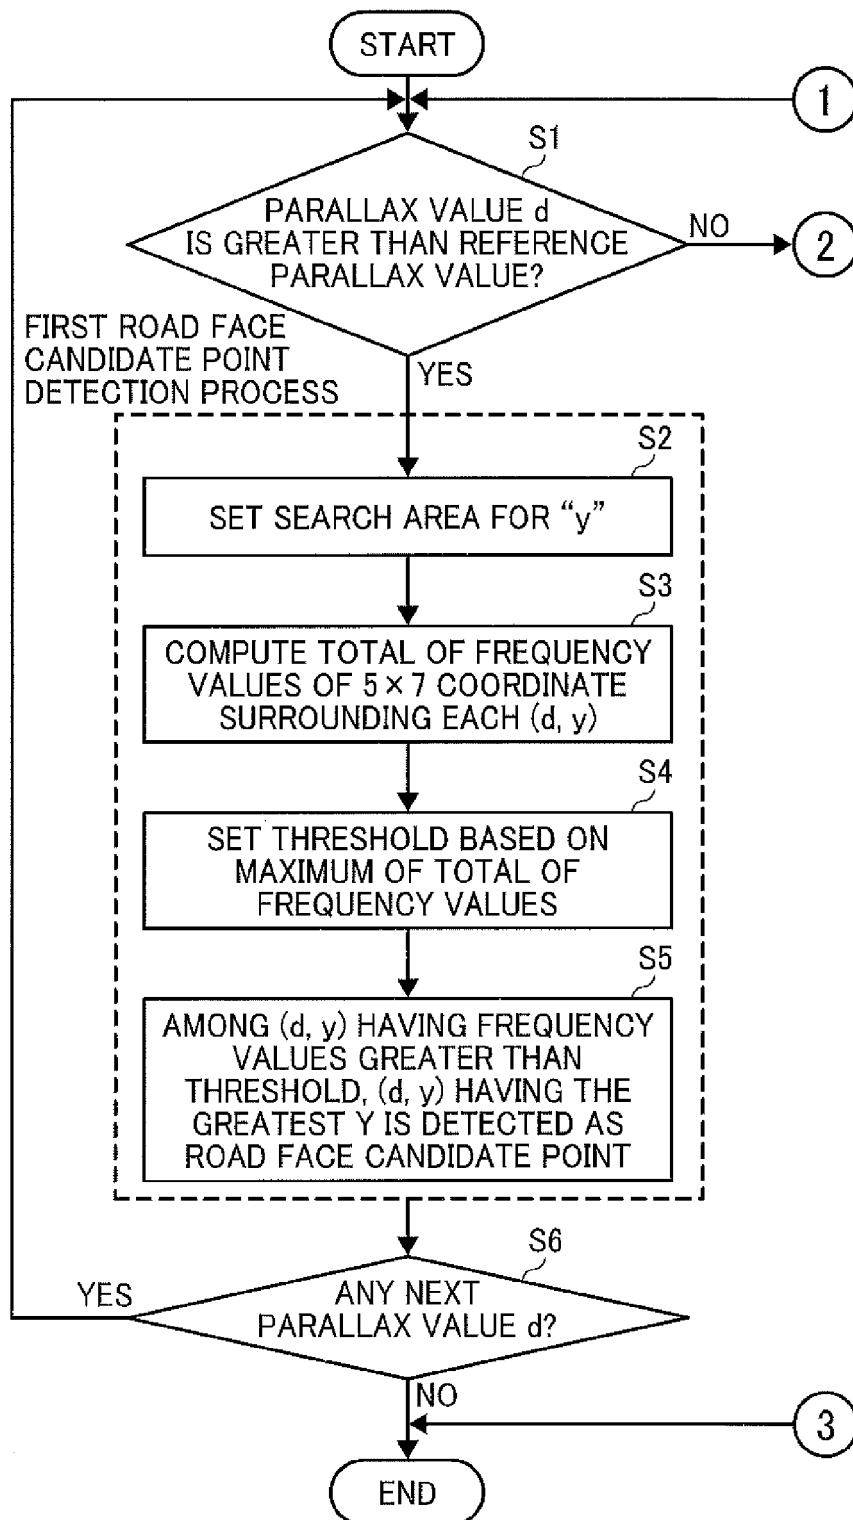 START
1
S1
PARALLAX VALUE d
IS GREATER THAN REFERENCE
PARALLAX VALUE?
NO
2
YES
FIRST ROAD FACE
CANDIDATE POINT
DETECTION PROCESS
S2
SET SEARCH AREA FOR “y”
S3
COMPUTE TOTAL OF FREQUENCY
VALUES OF 5 × 7 COORDINATE
SURROUNDING EACH (d, y)
S4
SET THRESHOLD BASED ON
MAXIMUM OF TOTAL OF
FREQUENCY VALUES
S5
AMONG (d, y) HAVING FREQUENCY
VALUES GREATER THAN
THRESHOLD, (d, y) HAVING THE
GREATEST Y IS DETECTED AS
ROAD FACE CANDIDATE POINT
S6
YES
ANY NEXT
PARALLAX VALUE d?
NO
3
END